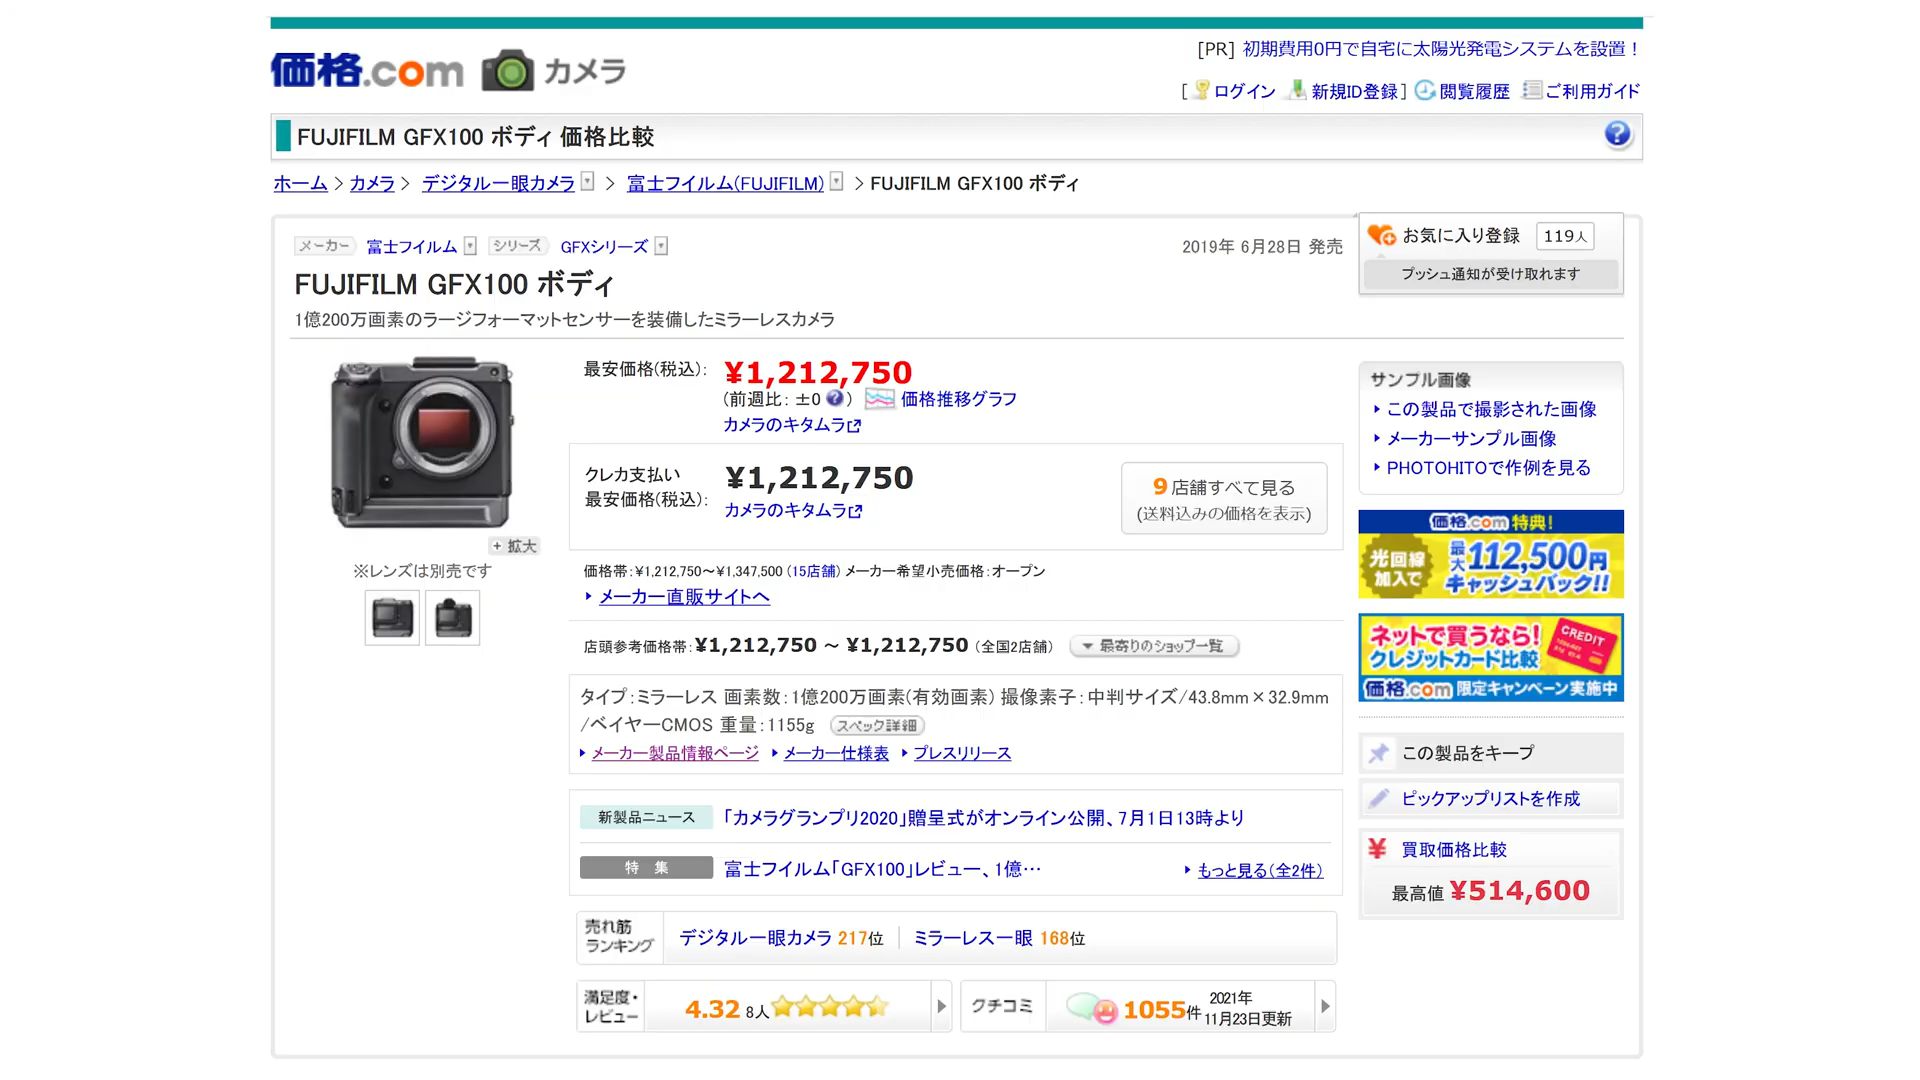 [PR] 初期費用0円で自宅に太陽光発電システムを設置！
価格.com カメラ
[ ログイン 新規ID登録 ] 閲覧履歴 ご利用ガイド
FUJIFILM GFX100 ボディ 価格比較
ホーム > カメラ > デジタル一眼カメラ > 富士フイルム(FUJIFILM) > FUJIFILM GFX100 ボディ
メーカー 富士フイルム シリーズ GFXシリーズ
2019年 6月28日 発売
お気に入り登録 119人
プッシュ通知が受け取れます
FUJIFILM GFX100 ボディ
1億200万画素のラージフォーマットセンサーを装備したミラーレスカメラ
+ 拡大
※レンズは別売です
最安価格(税込)： ¥1,212,750
(前週比：±0 ) 価格推移グラフ
カメラのキタムラ
クレカ支払い
最安価格(税込)： ¥1,212,750
カメラのキタムラ
9店舗すべて見る
(送料込みの価格を表示)
価格帯：¥1,212,750～¥1,347,500 (15店舗) メーカー希望小売価格：オープン
メーカー直販サイトへ
店頭参考価格帯：¥1,212,750 ～ ¥1,212,750 (全国2店舗) 最寄りのショップ一覧
タイプ：ミラーレス 画素数：1億200万画素(有効画素) 撮像素子：中判サイズ/43.8mm×32.9mm
/ベイヤーCMOS 重量：1155g スペック詳細
メーカー製品情報ページ メーカー仕様表 プレスリリース
新製品ニュース 「カメラグランプリ2020」贈呈式がオンライン公開、7月1日13時より
特 集 富士フイルム「GFX100」レビュー、1億… もっと見る(全2件)
売れ筋
ランキング
デジタル一眼カメラ 217位 ミラーレス一眼 168位
満足度・
レビュー
4.32 8人
クチコミ
1055件
2021年
11月23日更新
サンプル画像
この製品で撮影された画像
メーカーサンプル画像
PHOTOHITOで作例を見る
価格.com 特典！
光回線
加入で
最大112,500円
キャッシュバック!!
ネットで買うなら!
クレジットカード比較
CREDIT
価格.com 限定キャンペーン実施中
この製品をキープ
ピックアップリストを作成
¥ 買取価格比較
最高値 ¥514,600